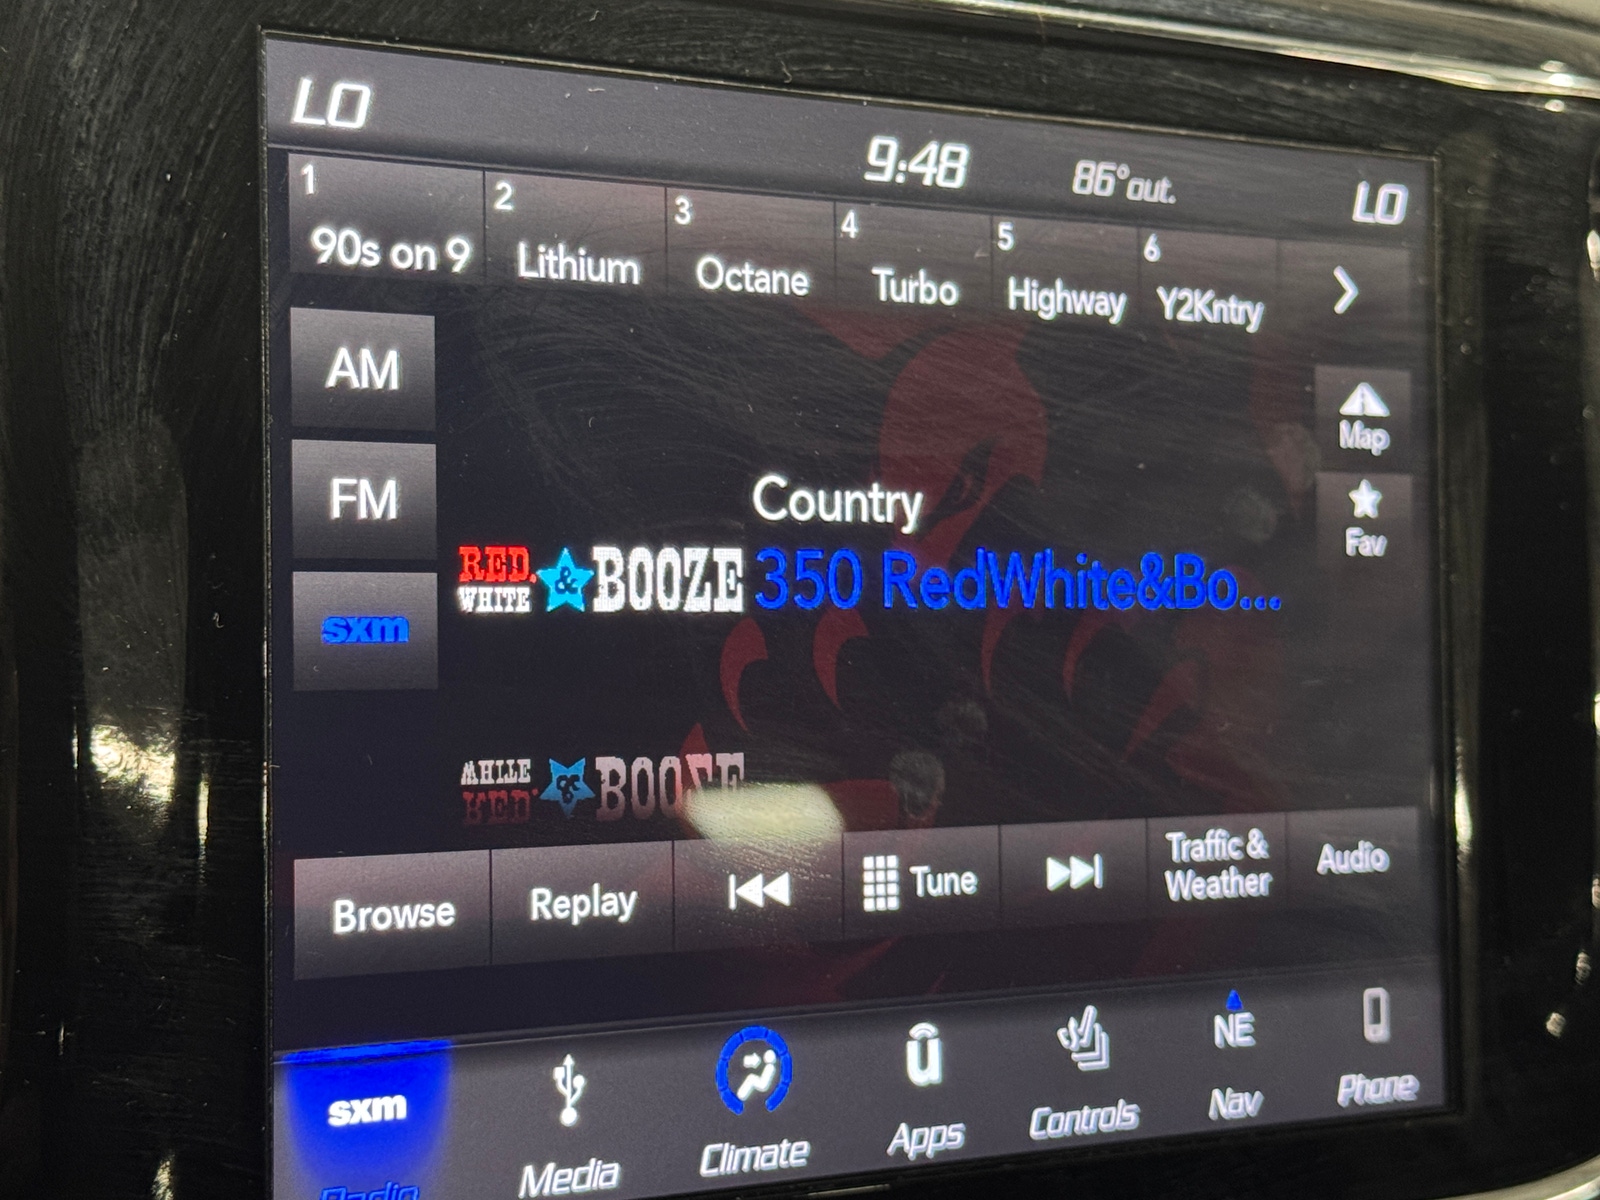 LO
9:48
86° out.
LO
1
90s on 9
2
Lithium
3
Octane
4
Turbo
5
Highway
6
Y2Kntry
AM
FM
sxm
Map
Fav
Country
RED,
WHITE
&
BOOZE
350 RedWhite&Bo...
Browse
Replay
Tune
Traffic &
Weather
Audio
sxm
Radio
Media
Climate
u
Apps
Controls
NE
Nav
Phone